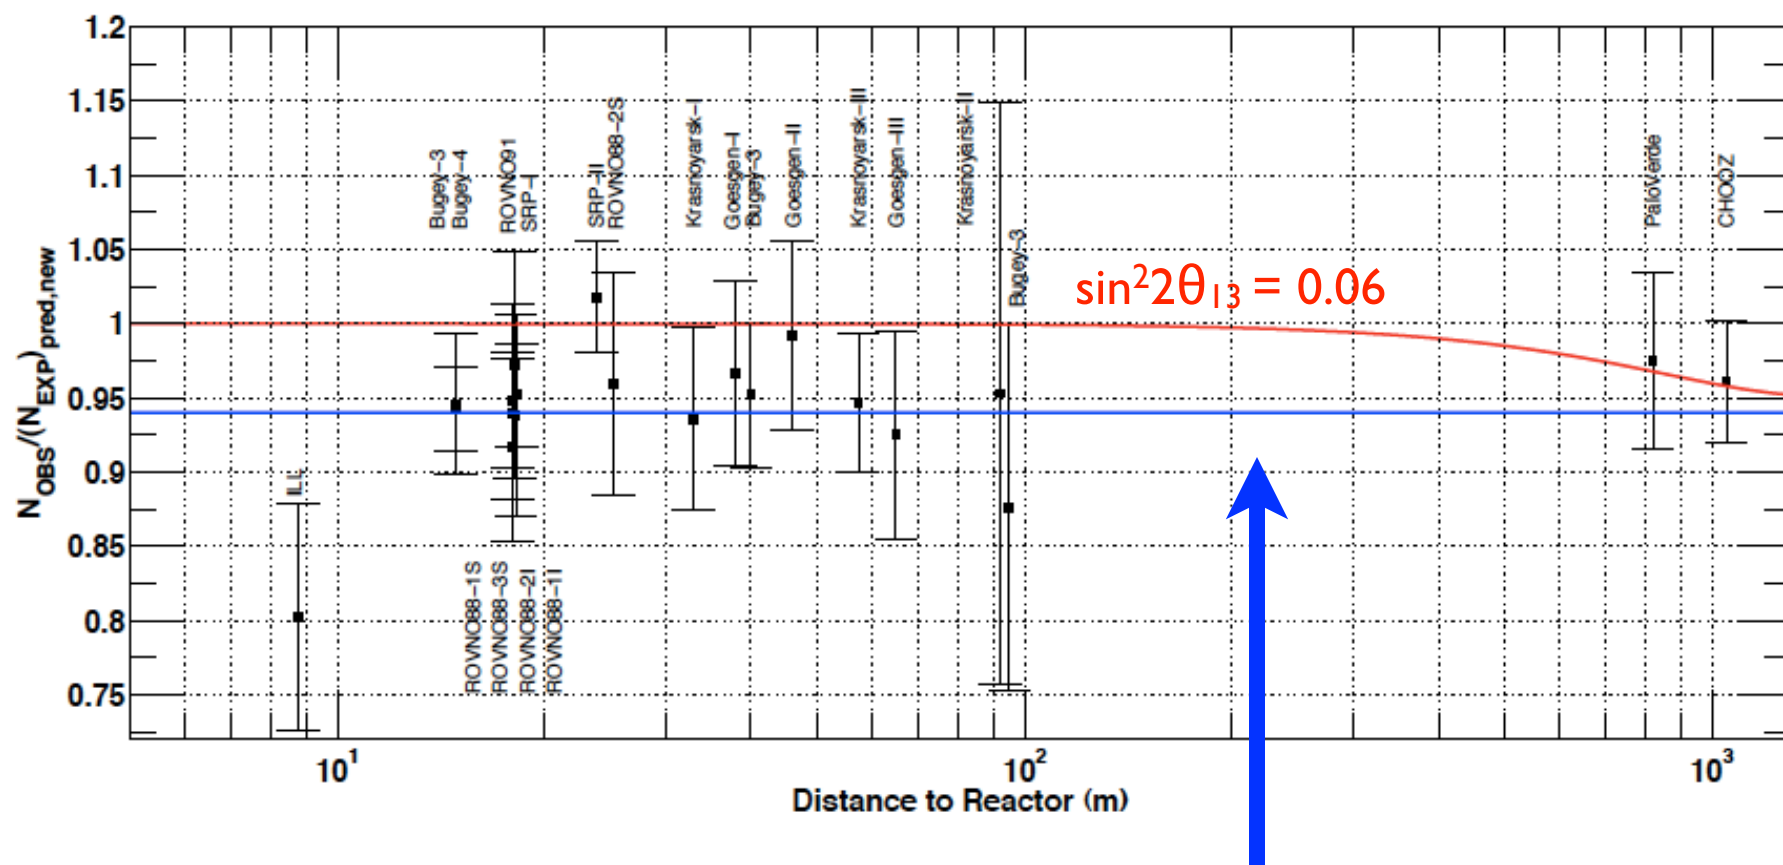 1.2
1.15
1.1
1.05
1
0.95
0.9
0.85
0.8
0.75
N_OBS/(N_EXP)_pred,new
ILL
Bugey-3
Bugey-4
ROVNO91
SRP-I
SRP-II
ROVNO88-2S
Krasnoyarsk-I
Goesgen-I
Bugey-3
Goesgen-II
Krasnoyarsk-III
Goesgen-III
Krasnoyarsk-II
Bugey-3
PaloVerde
CHOOZ
ROVNO88-1S
ROVNO88-3S
ROVNO88-2I
ROVNO88-1I
sin²2θ₁₃ = 0.06
10¹
10²
10³
Distance to Reactor (m)